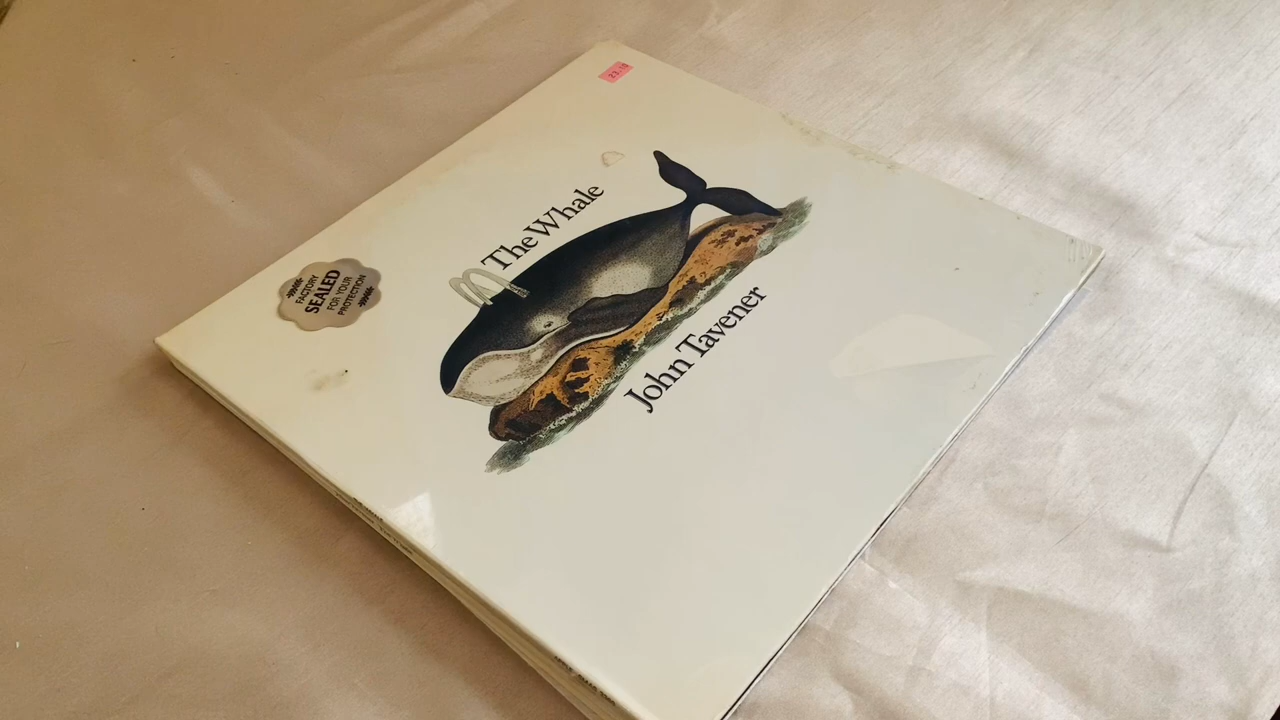 The Whale
John Tavener
FACTORY
SEALED
FOR YOUR
PROTECTION